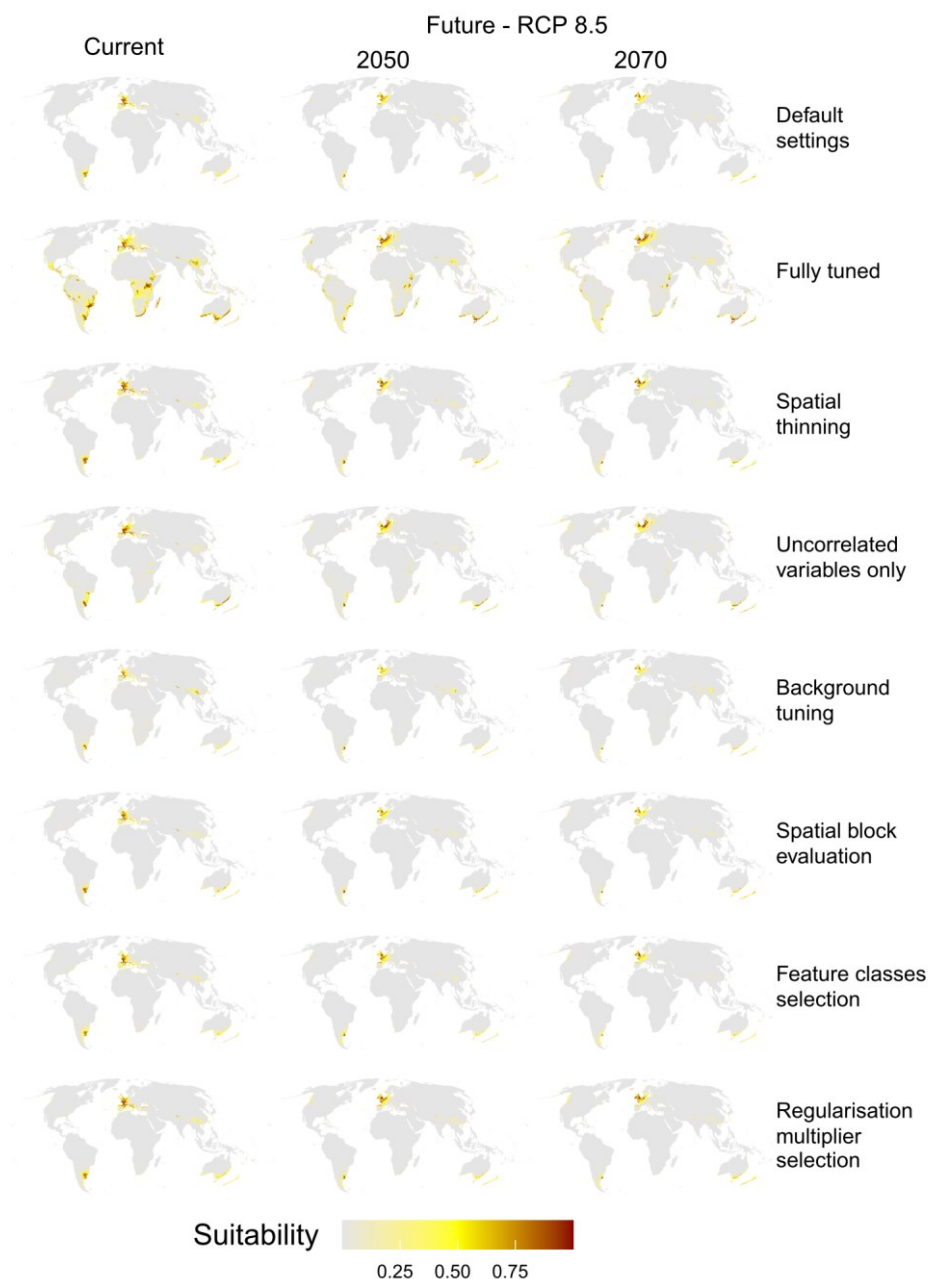 Future - RCP 8.5
Current
2050
2070
Default
settings
Fully tuned
Spatial
thinning
Uncorrelated
variables only
Background
tuning
Spatial block
evaluation
Feature classes
selection
Regularisation
multiplier
selection
Suitability
0.25 0.50 0.75